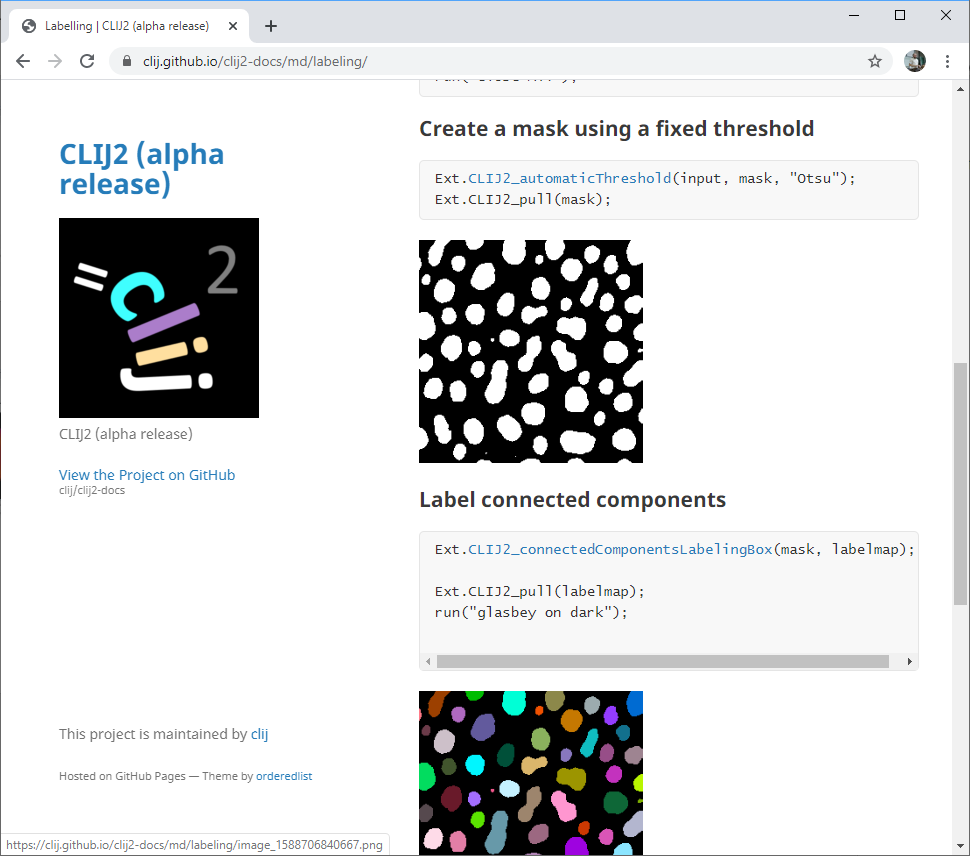 Labelling | CLIJ2 (alpha release)
clij.github.io/clij2-docs/md/labeling/
CLIJ2 (alpha
release)
2
= clij
CLIJ2 (alpha release)
View the Project on GitHub
clij/clij2-docs
This project is maintained by clij
Hosted on GitHub Pages — Theme by orderedlist
Create a mask using a fixed threshold
Ext.CLIJ2_automaticThreshold(input, mask, "Otsu");
Ext.CLIJ2_pull(mask);
Label connected components
Ext.CLIJ2_connectedComponentsLabelingBox(mask, labelmap);
Ext.CLIJ2_pull(labelmap);
run("glasbey on dark");
https://clij.github.io/clij2-docs/md/labeling/image_1588706840667.png